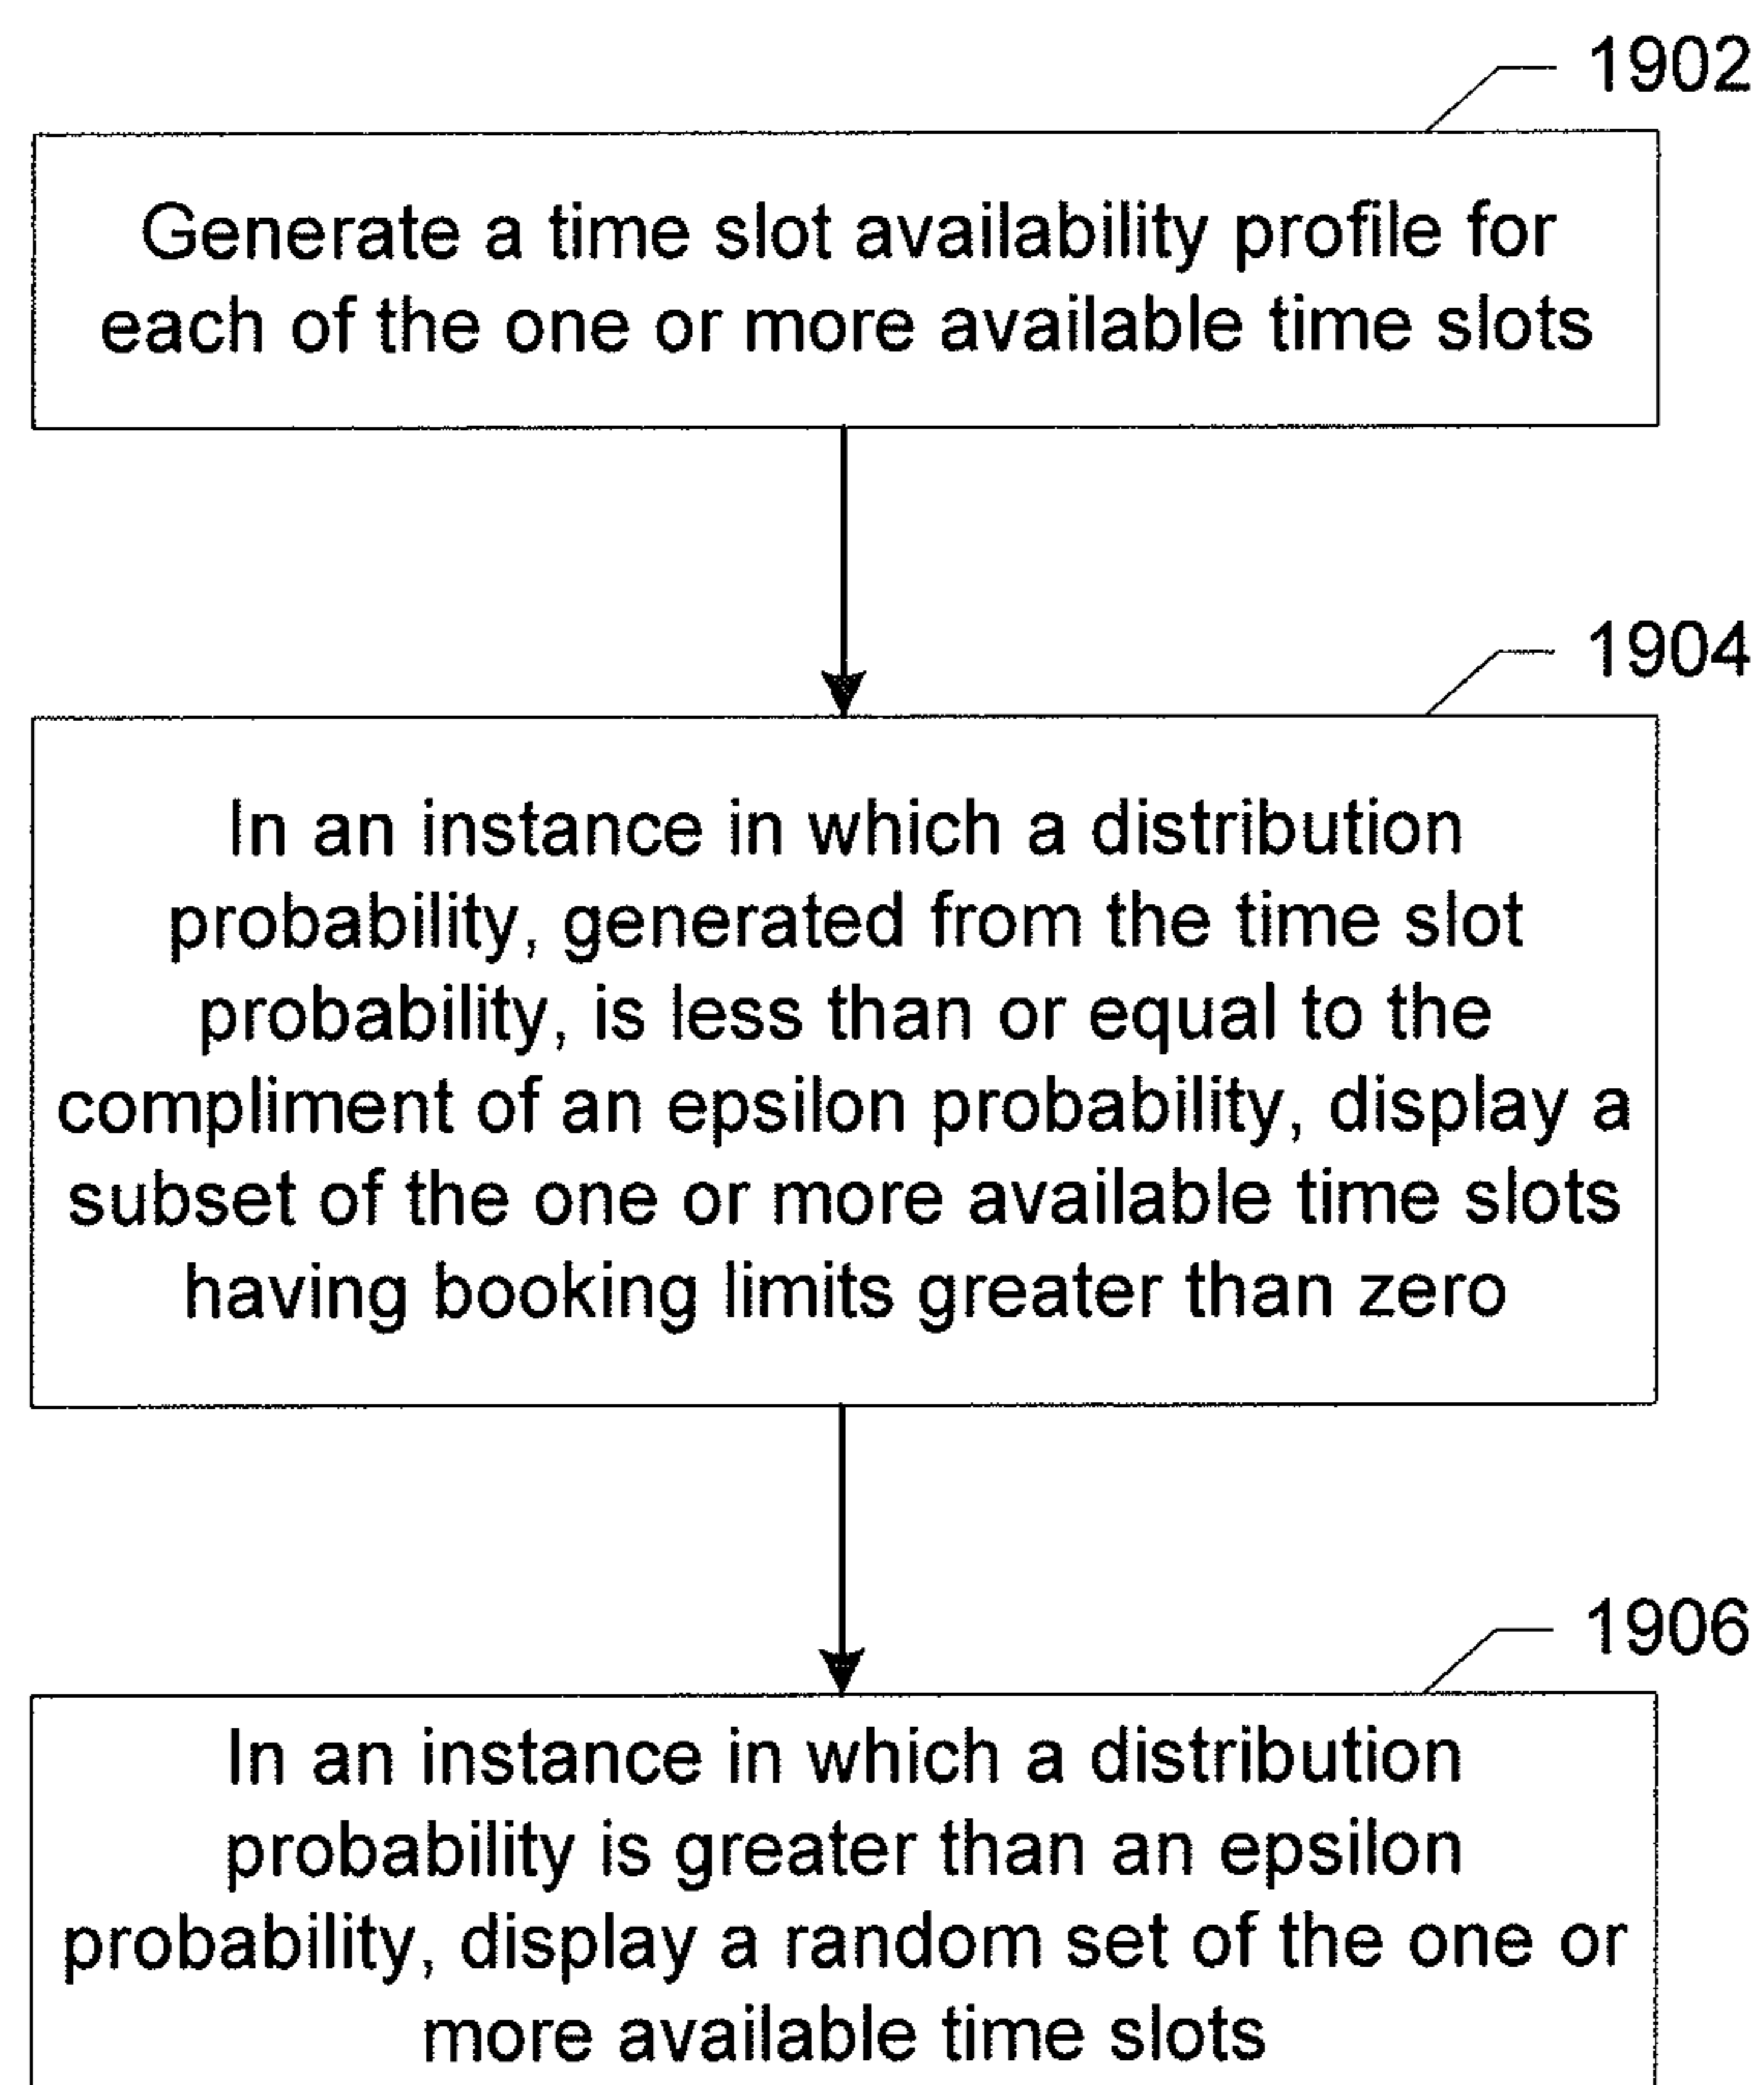 1902
Generate a time slot availability profile for
each of the one or more available time slots
1904
In an instance in which a distribution
probability, generated from the time slot
probability, is less than or equal to the
compliment of an epsilon probability, display a
subset of the one or more available time slots
having booking limits greater than zero
1906
In an instance in which a distribution
probability is greater than an epsilon
probability, display a random set of the one or
more available time slots